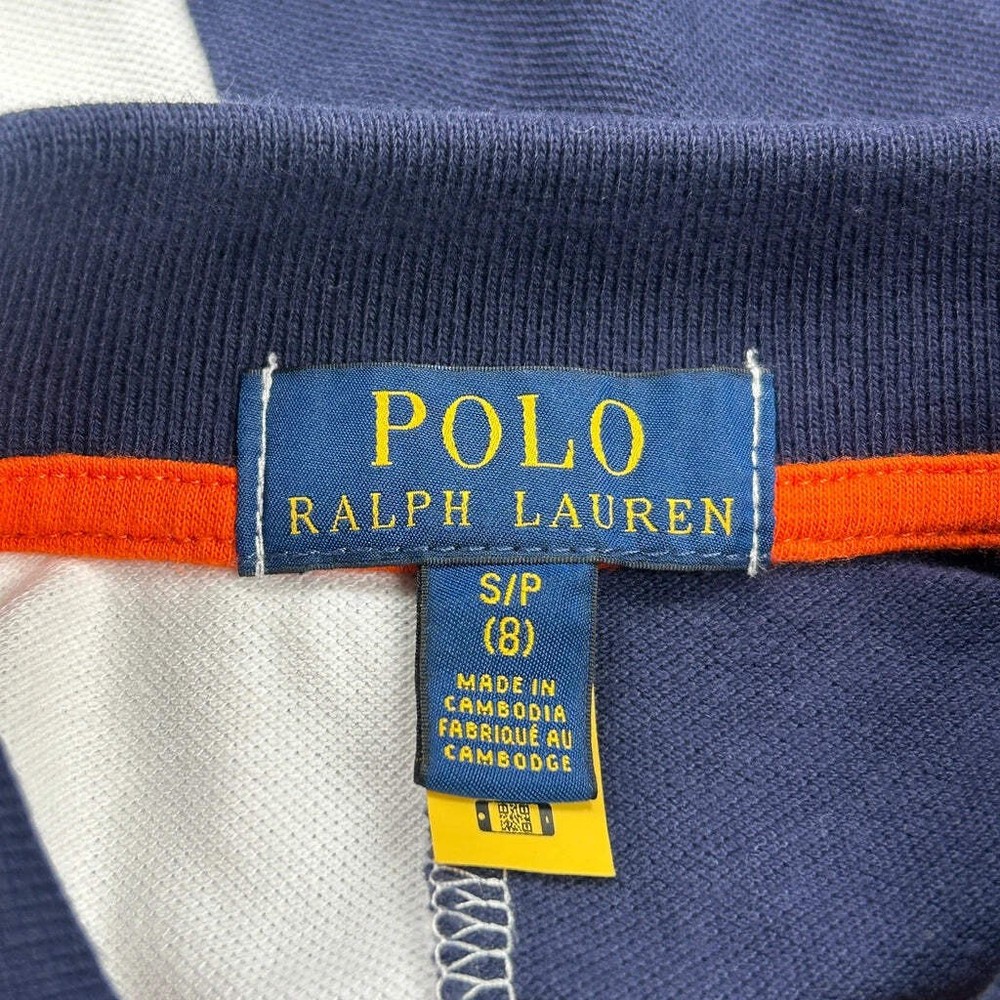 POLO
RALPH LAUREN
S/P
(8)
MADE IN
CAMBODIA
FABRIQUÉ AU
CAMBODGE